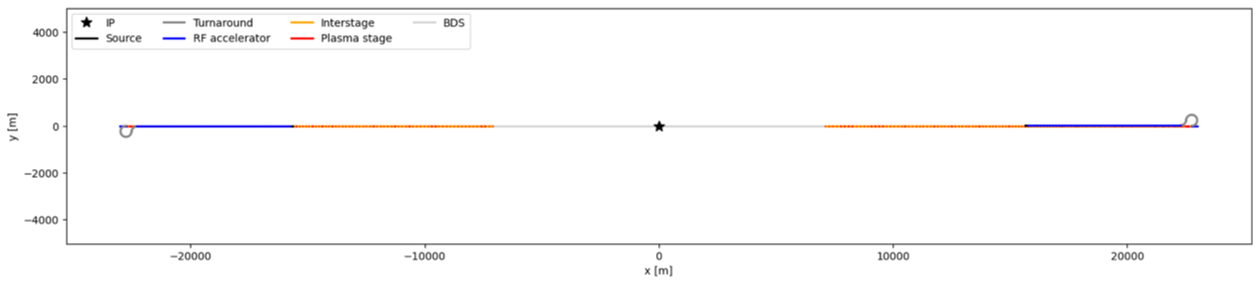 IP Turnaround Interstage BDS
Source RF accelerator Plasma stage
4000
2000
0
−2000
−4000
y [m]
−20000 −10000 0 10000 20000
x [m]